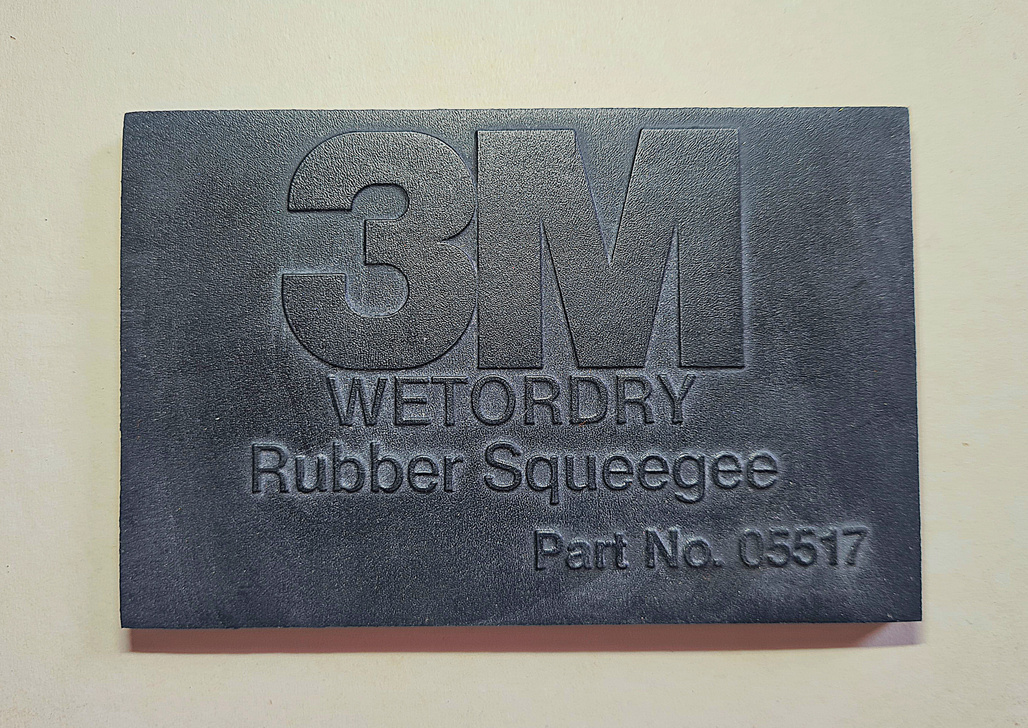 3M
WETORDRY
Rubber Squeegee
Part No. 05517